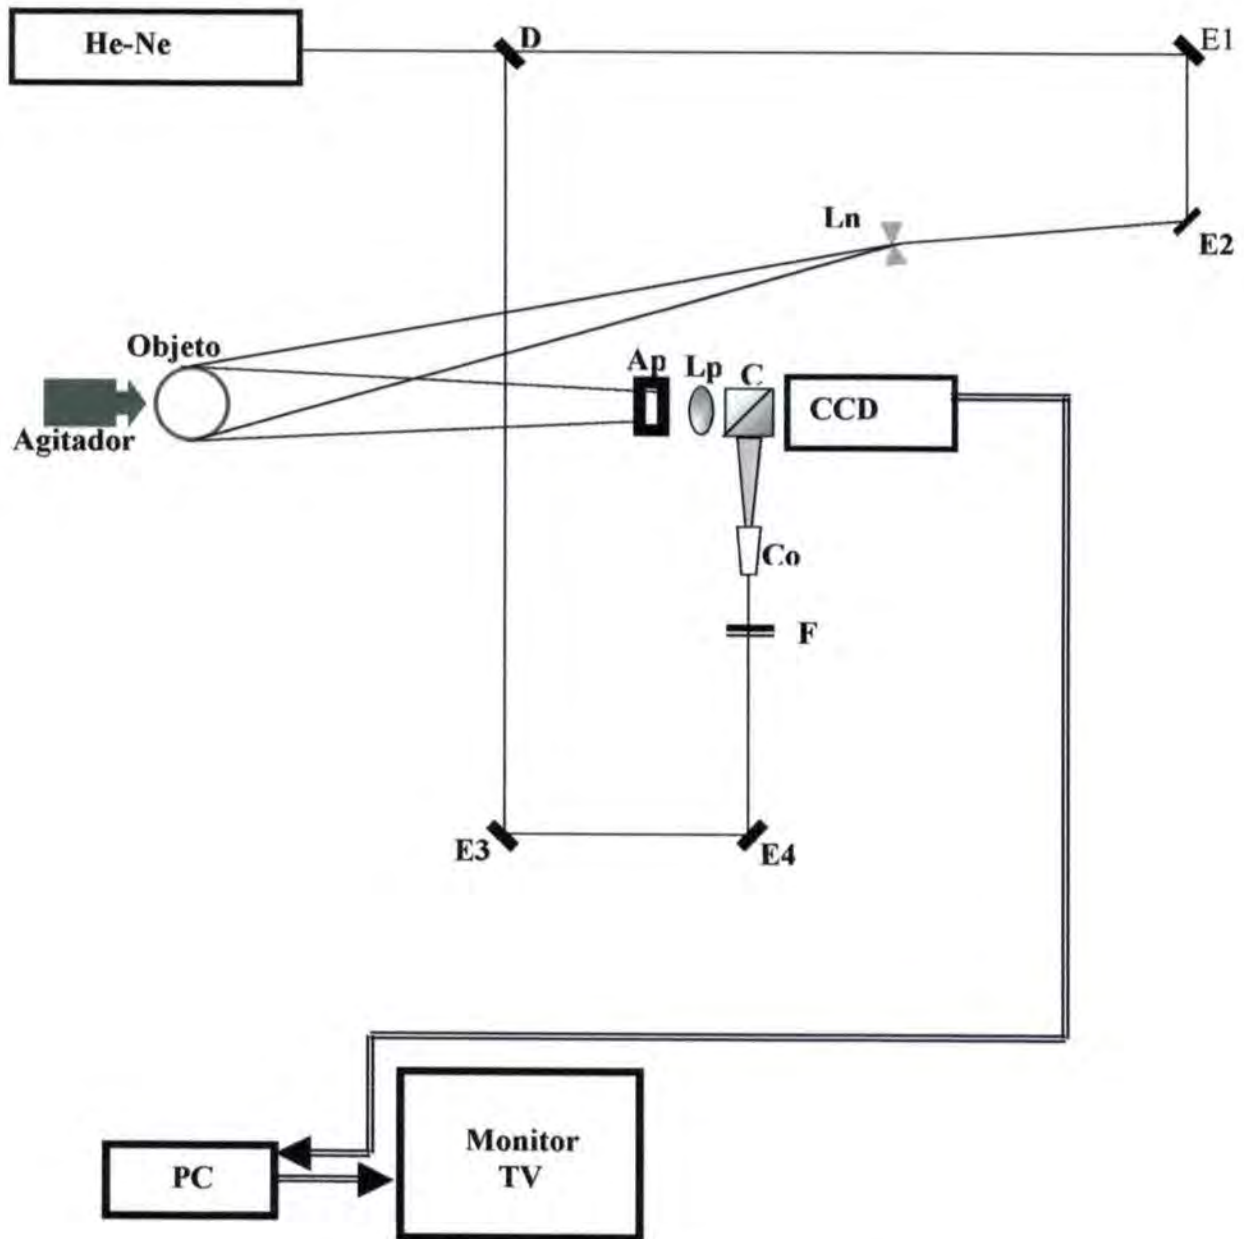 He-Ne
D
E1
Ln
E2
Objeto
Ap
Lp
C
CCD
Agitador
Co
F
E3
E4
Monitor
TV
PC